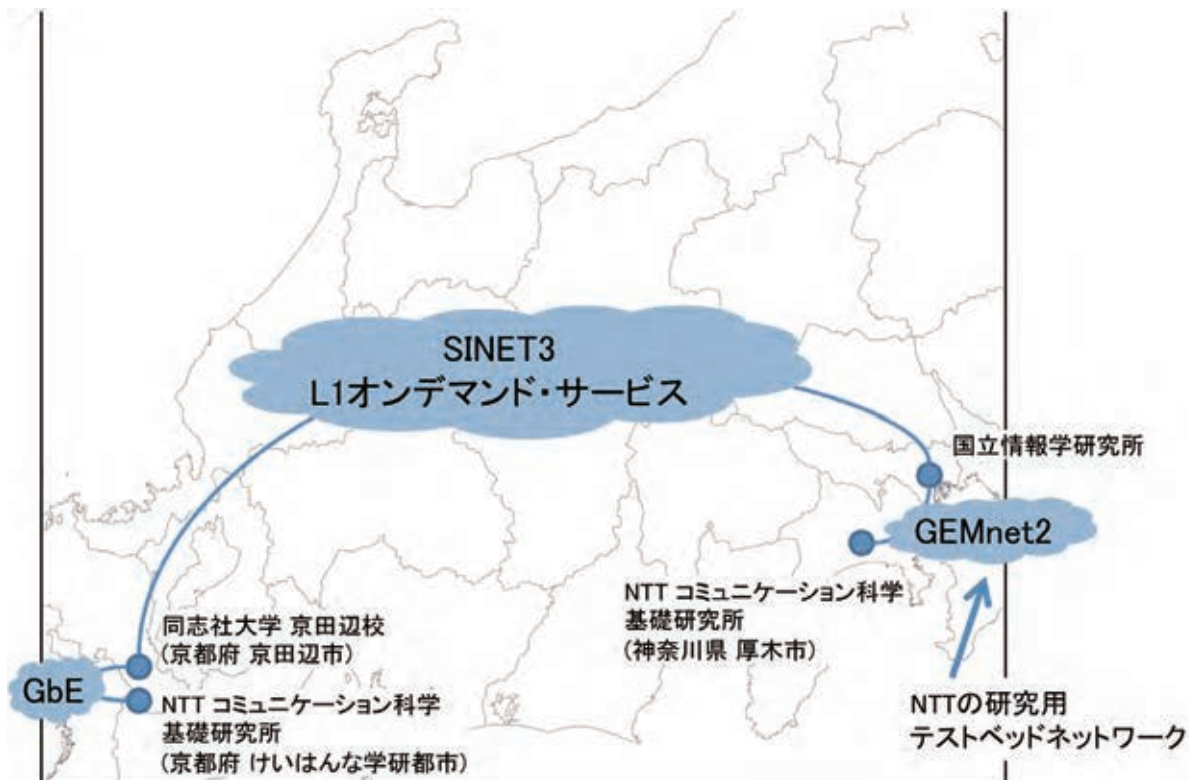 SINET3
L1オンデマンド・サービス
国立情報学研究所
GEMnet2
NTT コミュニケーション科学
基礎研究所
(神奈川県 厚木市)
同志社大学 京田辺校
(京都府 京田辺市)
GbE
NTT コミュニケーション科学
基礎研究所
(京都府 けいはんな学研都市)
NTTの研究用
テストベッドネットワーク